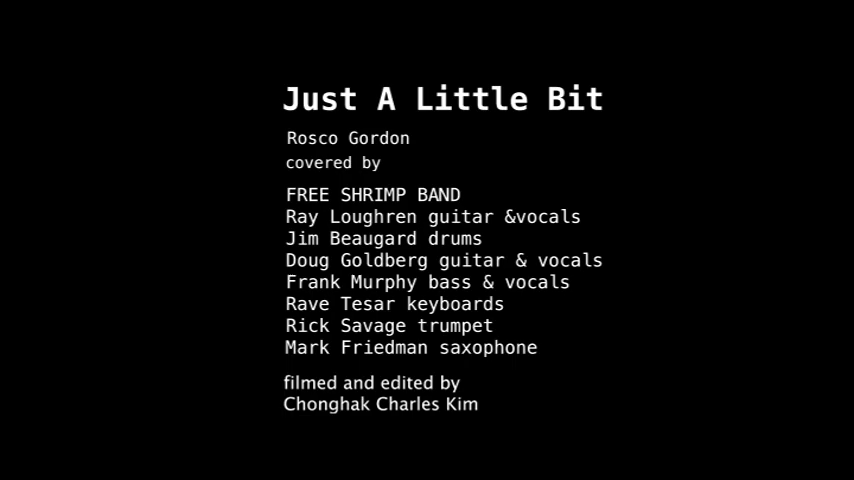 Just A Little Bit
Rosco Gordon
covered by
FREE SHRIMP BAND
Ray Loughren guitar &vocals
Jim Beaugard drums
Doug Goldberg guitar & vocals
Frank Murphy bass & vocals
Rave Tesar keyboards
Rick Savage trumpet
Mark Friedman saxophone
filmed and edited by
Chonghak Charles Kim